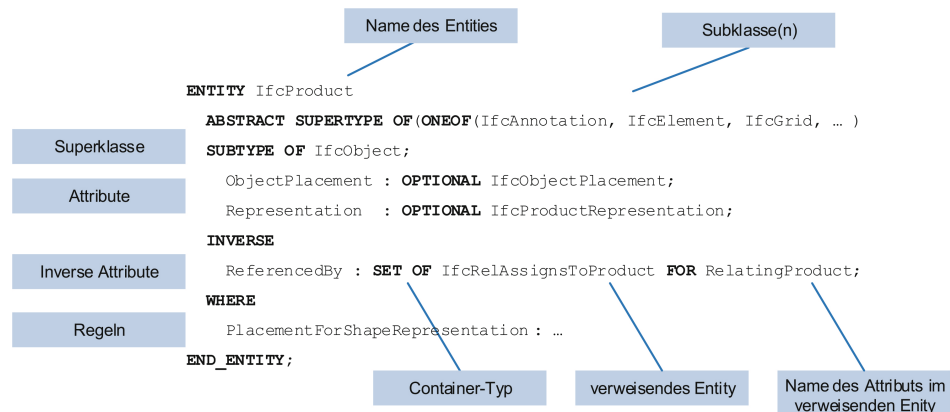 Name des Entities
Subklasse(n)
ENTITY IfcProduct
ABSTRACT SUPERTYPE OF(ONEOF(IfcAnnotation, IfcElement, IfcGrid, … )
Superklasse
SUBTYPE OF IfcObject;
Attribute
ObjectPlacement : OPTIONAL IfcObjectPlacement;
Representation : OPTIONAL IfcProductRepresentation;
INVERSE
Inverse Attribute
ReferencedBy : SET OF IfcRelAssignsToProduct FOR RelatingProduct;
WHERE
Regeln
PlacementForShapeRepresentation : …
END_ENTITY;
Container-Typ
verweisendes Entity
Name des Attributs im
verweisenden Enity